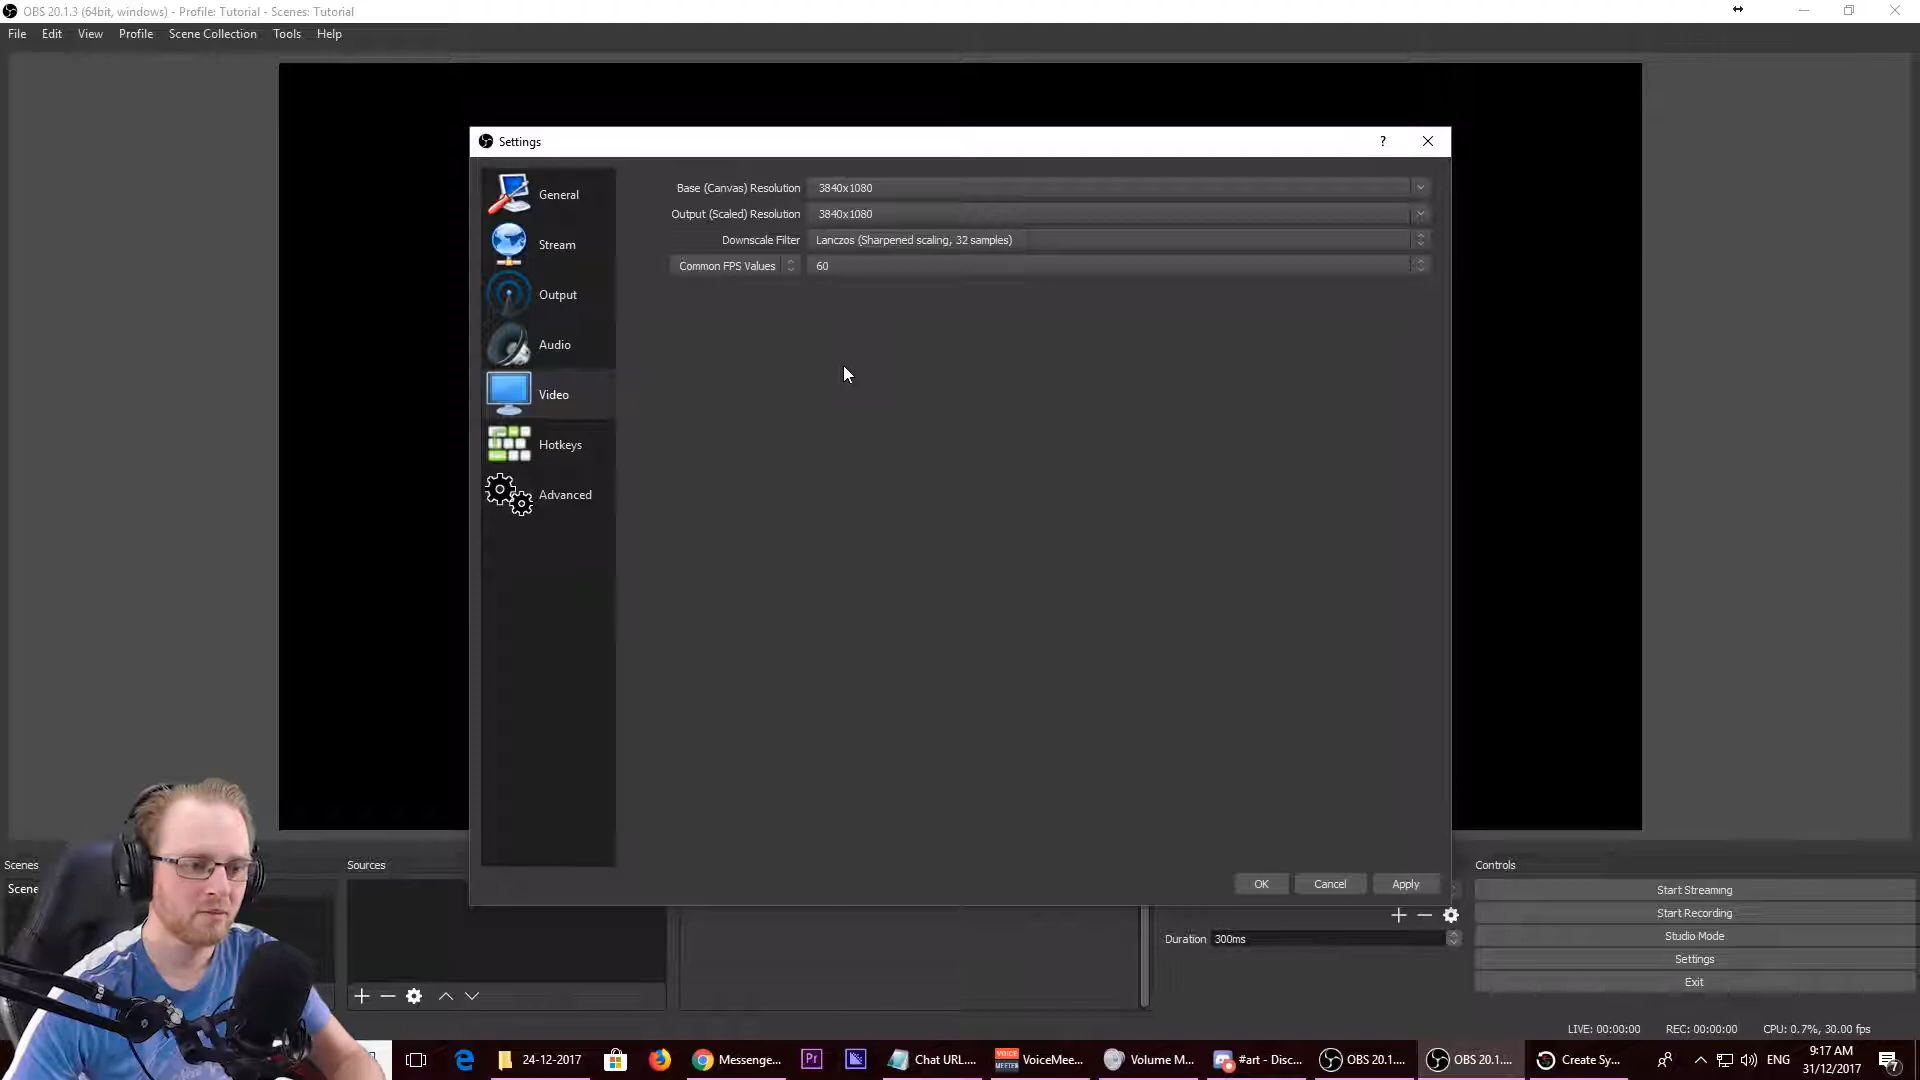 OBS 20.1.3 (64bit, windows) - Profile: Tutorial - Scenes: Tutorial
File Edit View Profile Scene Collection Tools Help
Settings
?
General
Stream
Output
Audio
Video
Hotkeys
Advanced
Base (Canvas) Resolution 3840x1080
Output (Scaled) Resolution 3840x1080
Downscale Filter Lanczos (Sharpened scaling, 32 samples)
Common FPS Values 60
OK Cancel Apply
Scenes
Scene
Sources
Duration 300ms
Controls
Start Streaming
Start Recording
Studio Mode
Settings
Exit
LIVE: 00:00:00 REC: 00:00:00 CPU: 0.7%, 30.00 fps
24-12-2017 Messenge... Pr Chat URL.... VOICE MEETER VoiceMee... Volume M... #art - Disc... OBS 20.1.... OBS 20.1.... Create Sy... ENG
9:17 AM
31/12/2017
7